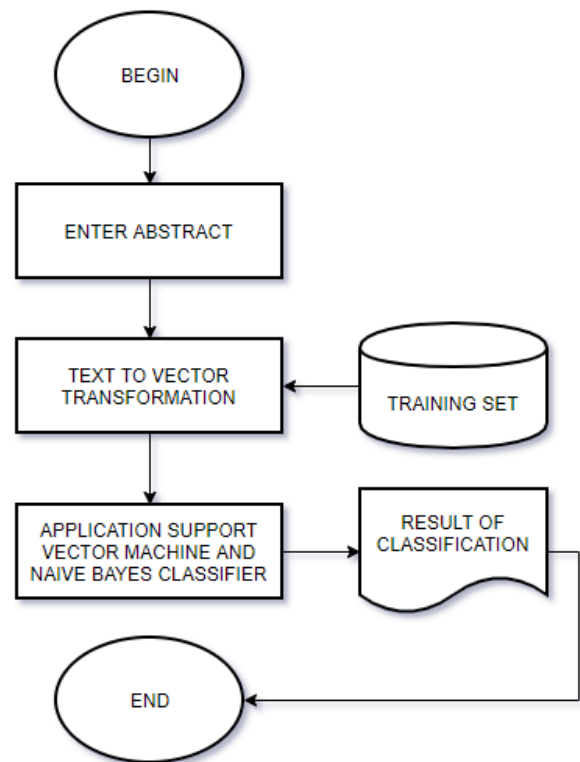 BEGIN
ENTER ABSTRACT
TEXT TO VECTOR
TRANSFORMATION
TRAINING SET
APPLICATION SUPPORT
VECTOR MACHINE AND
NAIVE BAYES CLASSIFIER
RESULT OF
CLASSIFICATION
END